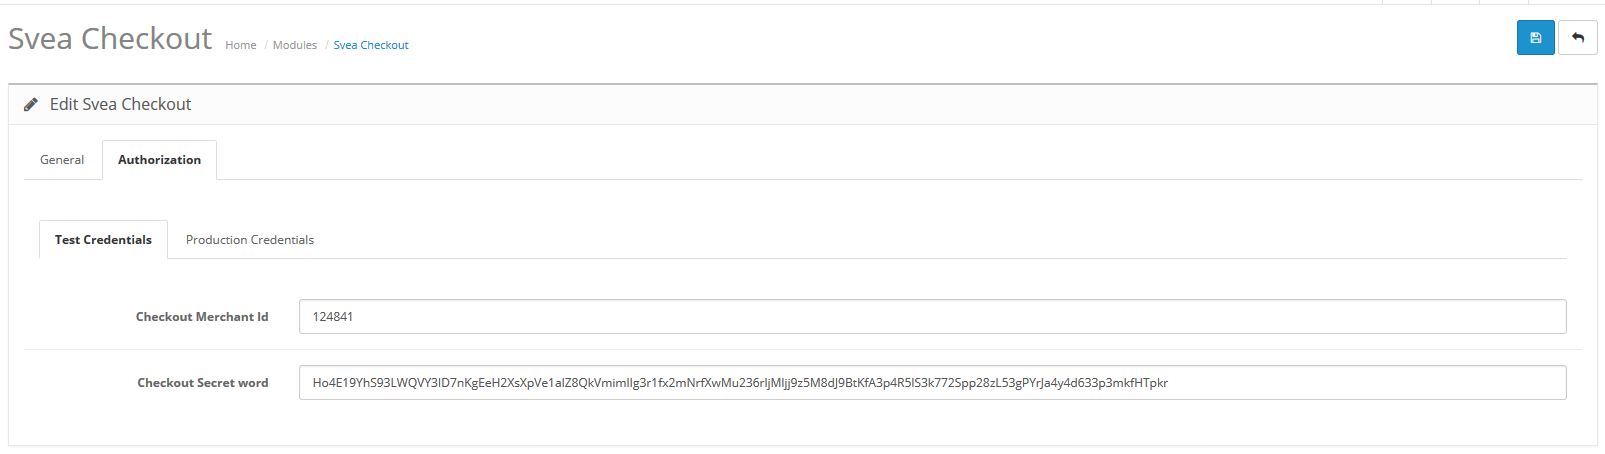 Svea Checkout Home / Modules / Svea Checkout
Edit Svea Checkout
General Authorization
Test Credentials Production Credentials
Checkout Merchant Id 124841
Checkout Secret word Ho4E19YhS93LWQVY3ID7nKgEeH2XsXpVe1aIZ8QkVmimIlg3r1fx2mNrfXwMu236rIjMIjj9z5M8dJ9BtKfA3p4R5IS3k772Spp28zL53gPYrJa4y4d633p3mkfHTpkr